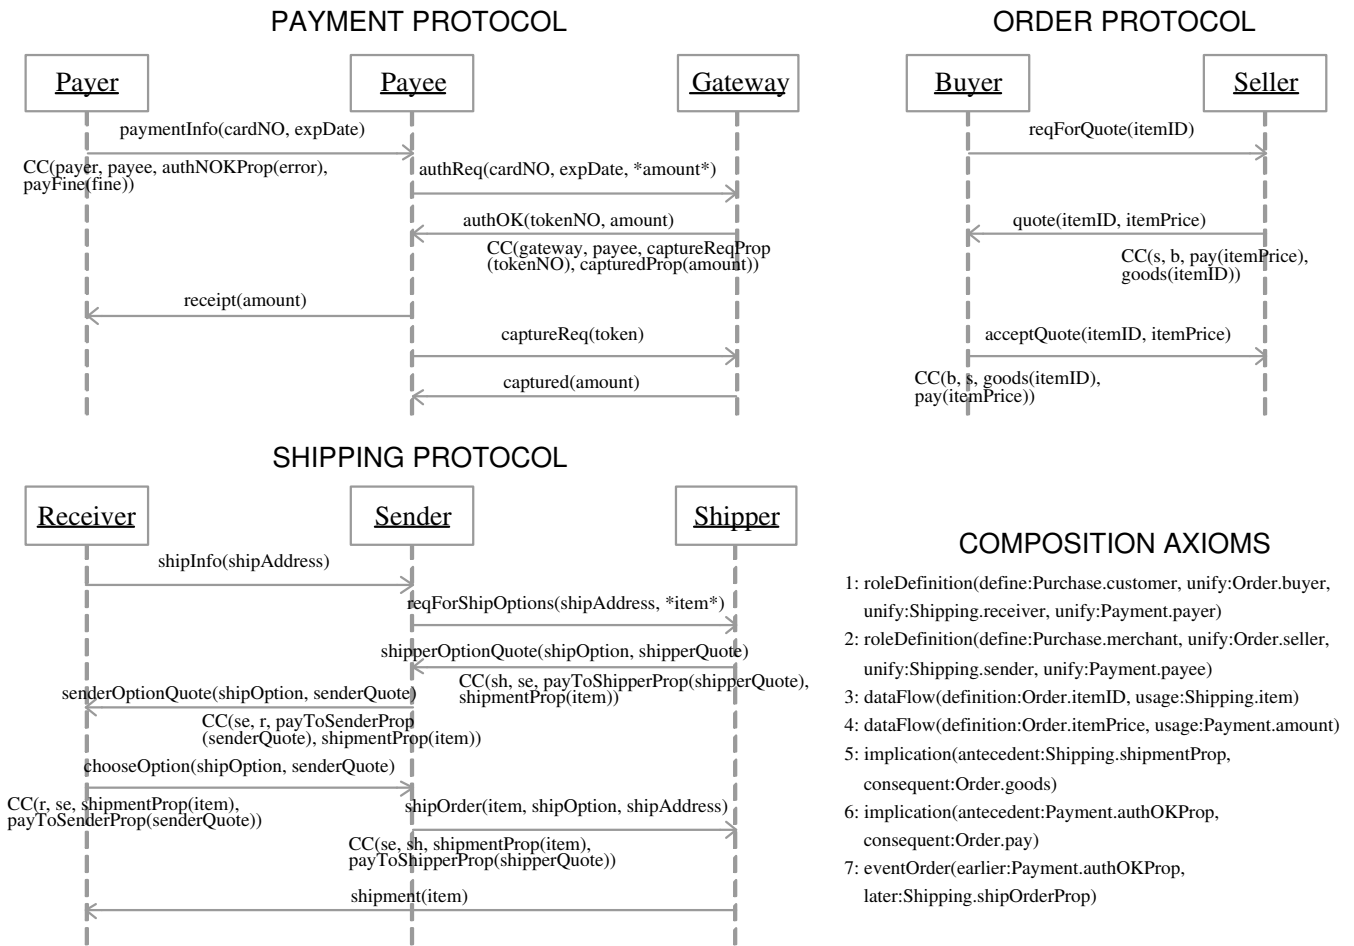 PAYMENT PROTOCOL
Payer
Payee
Gateway
paymentInfo(cardNO, expDate)
CC(payer, payee, authNOKProp(error),
payFine(fine))
authReq(cardNO, expDate, *amount*)
authOK(tokenNO, amount)
CC(gateway, payee, captureReqProp
(tokenNO), capturedProp(amount))
receipt(amount)
captureReq(token)
captured(amount)
ORDER PROTOCOL
Buyer
Seller
reqForQuote(itemID)
quote(itemID, itemPrice)
CC(s, b, pay(itemPrice),
goods(itemID))
acceptQuote(itemID, itemPrice)
CC(b, s, goods(itemID),
pay(itemPrice))
SHIPPING PROTOCOL
Receiver
Sender
Shipper
shipInfo(shipAddress)
reqForShipOptions(shipAddress, *item*)
shipperOptionQuote(shipOption, shipperQuote)
CC(sh, se, payToShipperProp(shipperQuote),
shipmentProp(item))
senderOptionQuote(shipOption, senderQuote)
CC(se, r, payToSenderProp
(senderQuote), shipmentProp(item))
chooseOption(shipOption, senderQuote)
CC(r, se, shipmentProp(item),
payToSenderProp(senderQuote))
shipOrder(item, shipOption, shipAddress)
CC(se, sh, shipmentProp(item),
payToShipperProp(shipperQuote))
shipment(item)
COMPOSITION AXIOMS
1: roleDefinition(define:Purchase.customer, unify:Order.buyer,
unify:Shipping.receiver, unify:Payment.payer)
2: roleDefinition(define:Purchase.merchant, unify:Order.seller,
unify:Shipping.sender, unify:Payment.payee)
3: dataFlow(definition:Order.itemID, usage:Shipping.item)
4: dataFlow(definition:Order.itemPrice, usage:Payment.amount)
5: implication(antecedent:Shipping.shipmentProp,
consequent:Order.goods)
6: implication(antecedent:Payment.authOKProp,
consequent:Order.pay)
7: eventOrder(earlier:Payment.authOKProp,
later:Shipping.shipOrderProp)